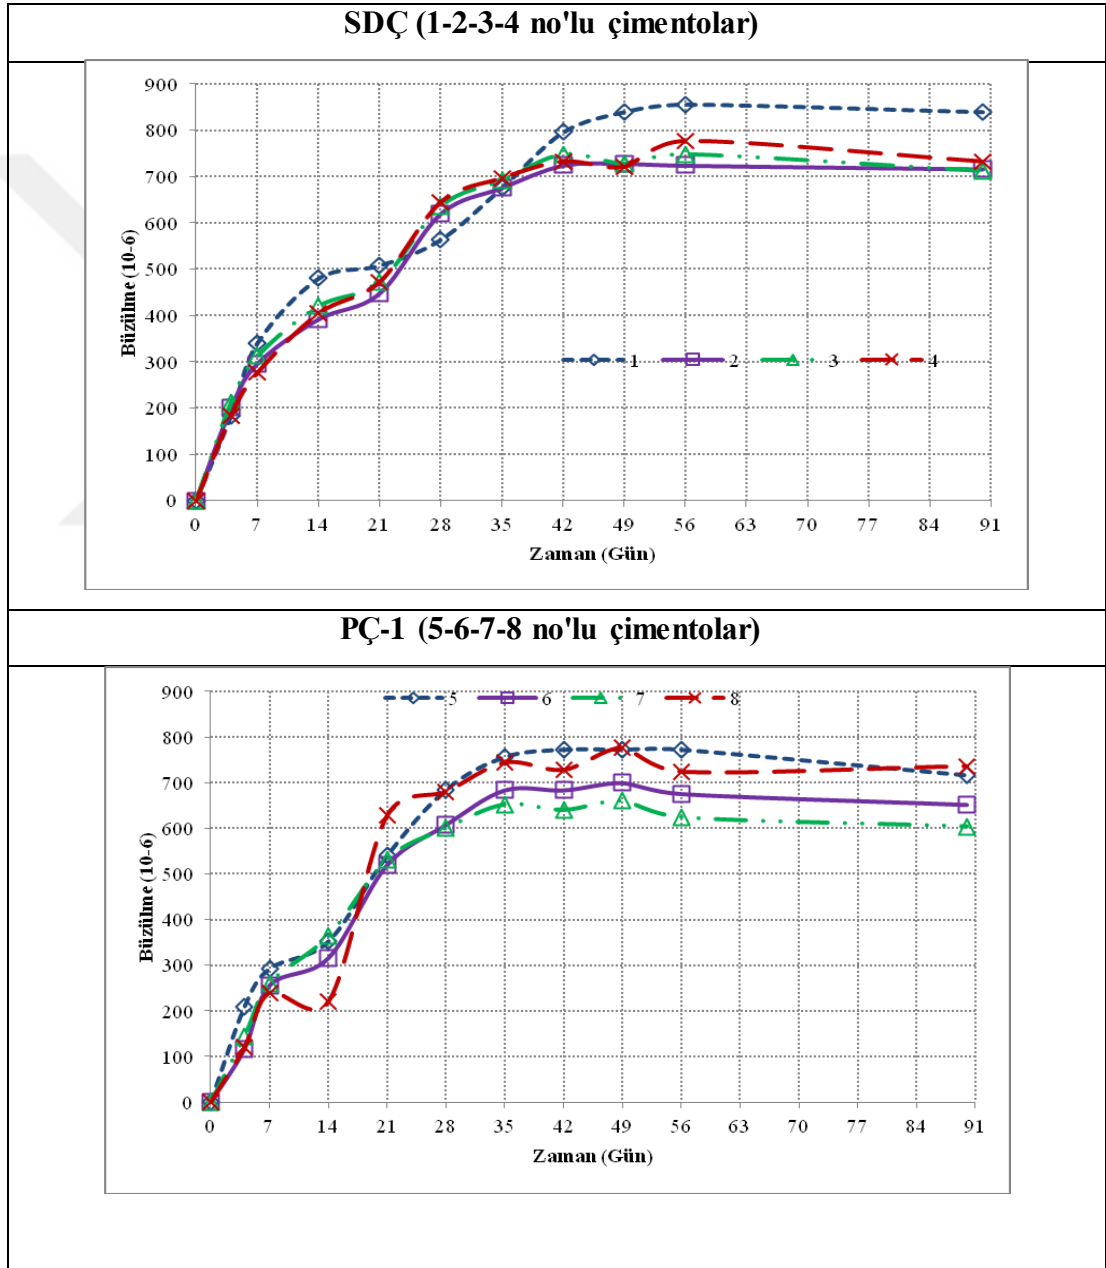 SDÇ (1-2-3-4 no'lu çimentolar)
900
800
700
600
500
400
300
200
100
0
Büzülme (10-6)
1 2 3 4
0 7 14 21 28 35 42 49 56 63 70 77 84 91
Zaman (Gün)
PÇ-1 (5-6-7-8 no'lu çimentolar)
5 6 7 8
900
800
700
600
500
400
300
200
100
0
Büzülme (10-6)
0 7 14 21 28 35 42 49 56 63 70 77 84 91
Zaman (Gün)